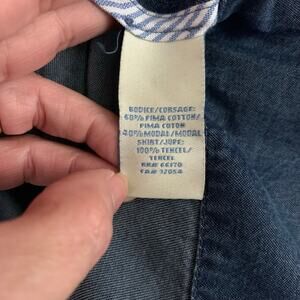 BODICE/CORSAGE:
60% PIMA COTTON/
PIMA COTON
40% MODAL/MODAL
SKIRT/JUPE:
100% TENCEL/
TENCEL
RN# 66170
CA# 32054